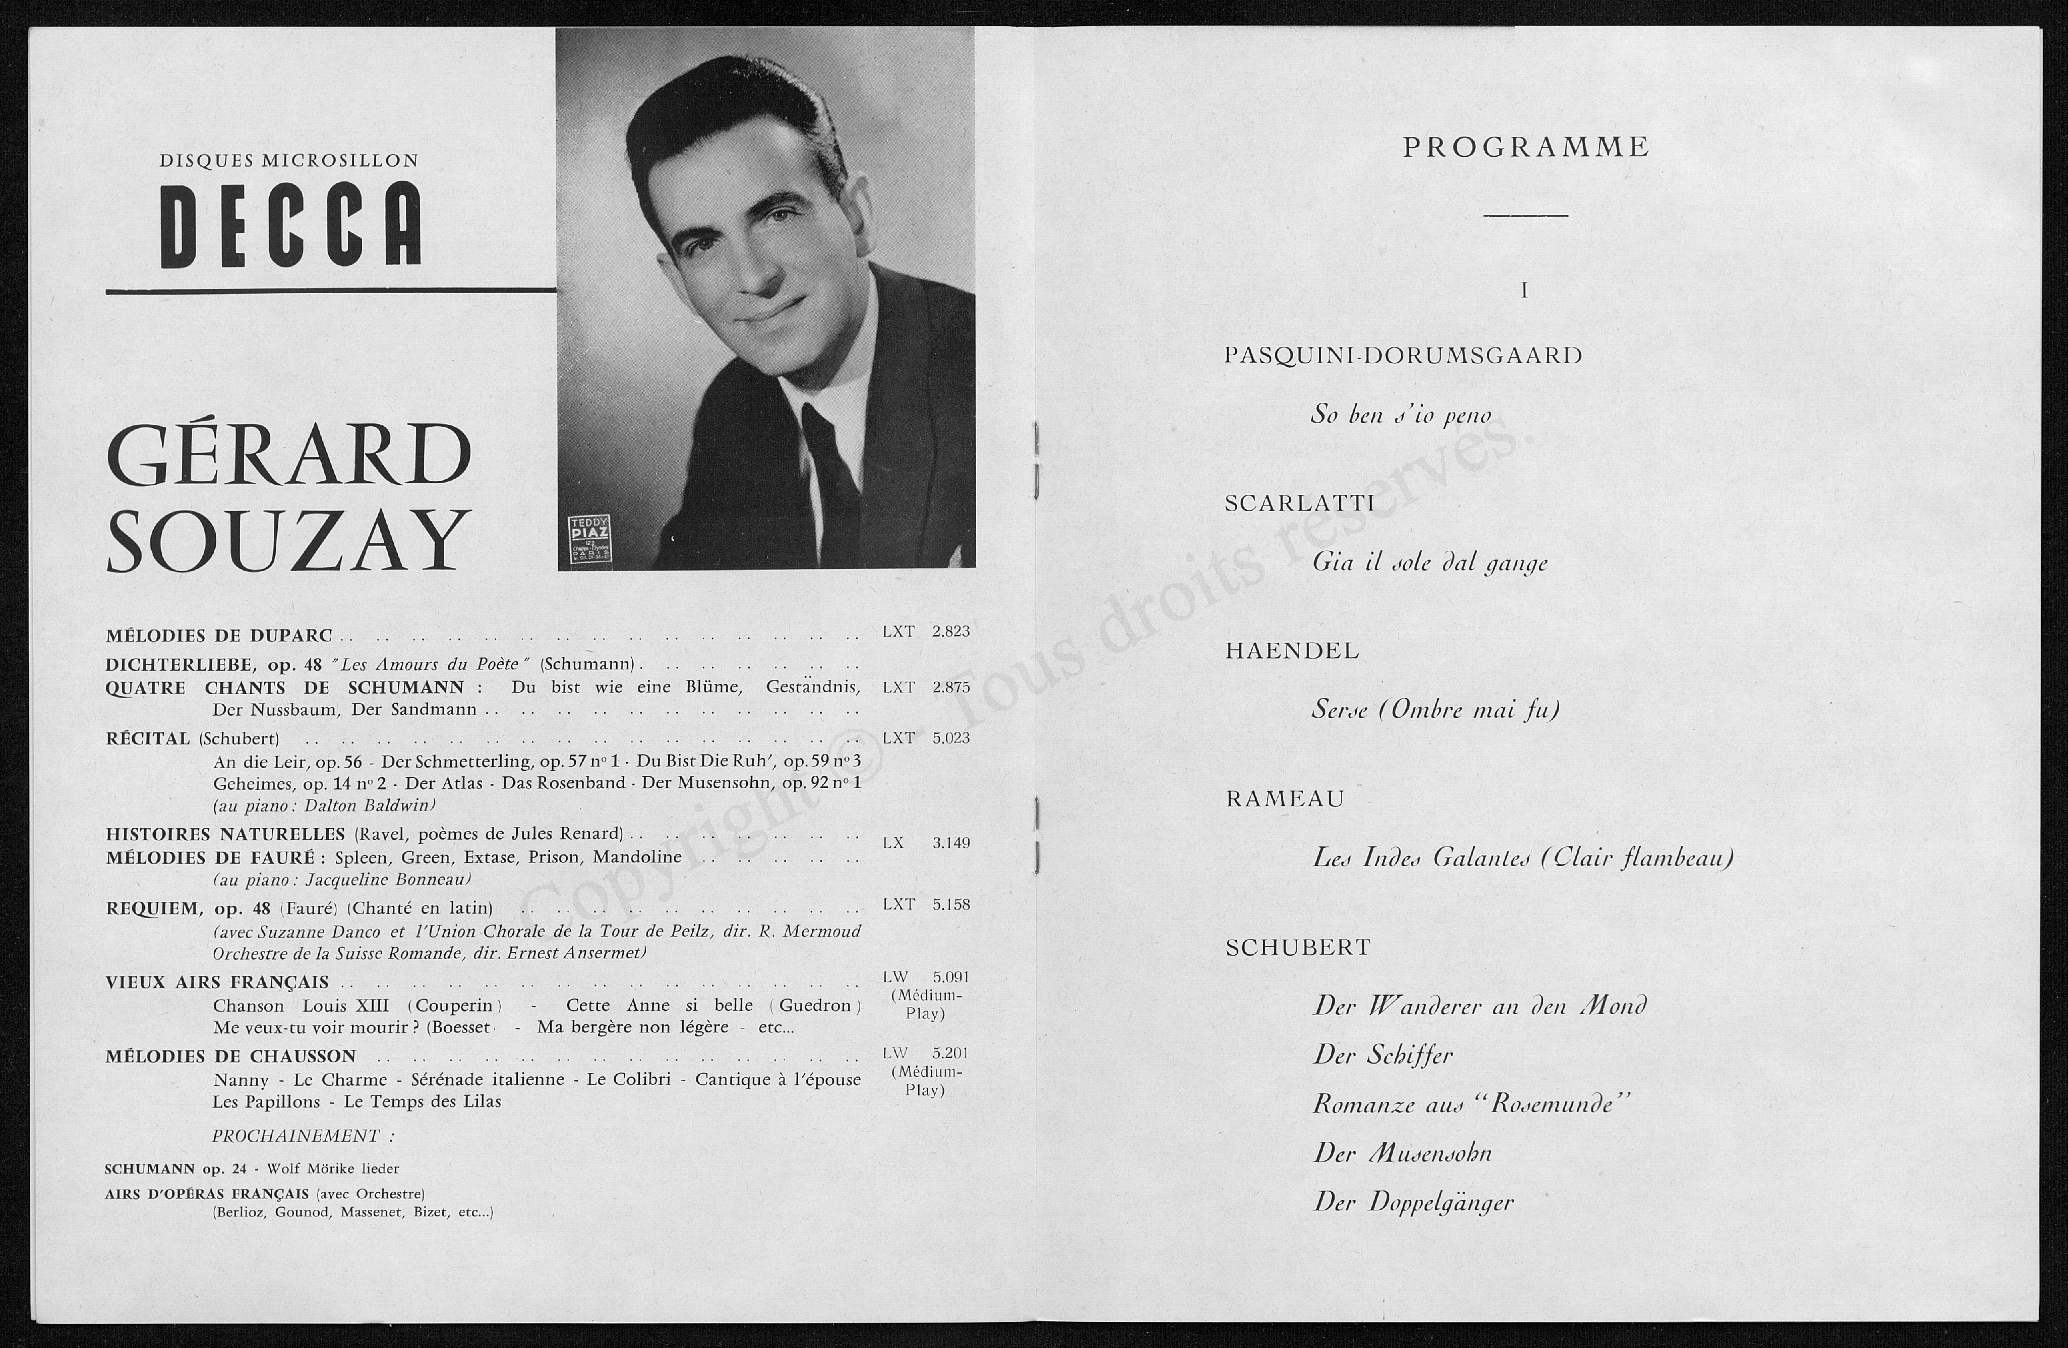 DISQUES MICROSILLON
DECCA
GÉRARD
SOUZAY
TEDDY
PIAZ
PARIS
MÉLODIES DE DUPARC .. .. .. .. .. .. .. .. .. .. .. .. .. .. .. LXT 2.823
DICHTERLIEBE, op. 48 "Les Amours du Poète" (Schumann) . .. .. .. .. .. ..
QUATRE CHANTS DE SCHUMANN : Du bist wie eine Blüme, Geständnis, LXT 2.875
Der Nussbaum, Der Sandmann .. .. .. .. .. .. .. .. .. .. ..
RÉCITAL (Schubert) .. .. .. .. .. .. .. .. .. .. .. .. .. .. .. .. LXT 5.023
An die Leir, op. 56 - Der Schmetterling, op. 57 nº 1 - Du Bist Die Ruh', op. 59 nº 3
Geheimes, op. 14 nº 2 - Der Atlas - Das Rosenband - Der Musensohn, op. 92 nº 1
(au piano : Dalton Baldwin)
HISTOIRES NATURELLES (Ravel, poèmes de Jules Renard) .. .. .. .. .. .. ..
LX 3.149
MÉLODIES DE FAURÉ : Spleen, Green, Extase, Prison, Mandoline .. .. .. .. ..
(au piano : Jacqueline Bonneau)
REQUIEM, op. 48 (Fauré) (Chanté en latin) .. .. .. .. .. .. .. .. .. .. LXT 5.158
(avec Suzanne Danco et l'Union Chorale de la Tour de Peilz, dir. R. Mermoud
Orchestre de la Suisse Romande, dir. Ernest Ansermet)
VIEUX AIRS FRANÇAIS .. .. .. .. .. .. .. .. .. .. .. .. .. .. .. LW 5.091
(Médium-
Play)
Chanson Louis XIII (Couperin) - Cette Anne si belle (Guedron)
Me veux-tu voir mourir ? (Boesset) - Ma bergère non légère - etc...
MÉLODIES DE CHAUSSON .. .. .. .. .. .. .. .. .. .. .. .. .. .. LW 5.201
(Médium-
Play)
Nanny - Le Charme - Sérénade italienne - Le Colibri - Cantique à l'épouse
Les Papillons - Le Temps des Lilas
PROCHAINEMENT :
SCHUMANN op. 24 - Wolf Mörike lieder
AIRS D'OPÉRAS FRANÇAIS (avec Orchestre)
(Berlioz, Gounod, Massenet, Bizet, etc...)
PROGRAMME
I
PASQUINI-DORUMSGAARD
So ben s'io peno
SCARLATTI
Gia il sole dal gange
HAENDEL
Serse (Ombre mai fu)
RAMEAU
Les Indes Galantes (Clair flambeau)
SCHUBERT
Der Wanderer an den Mond
Der Schiffer
Romanze aus "Rosemunde"
Der Musensohn
Der Doppelgänger
Copyright © - Tous droits réservés.